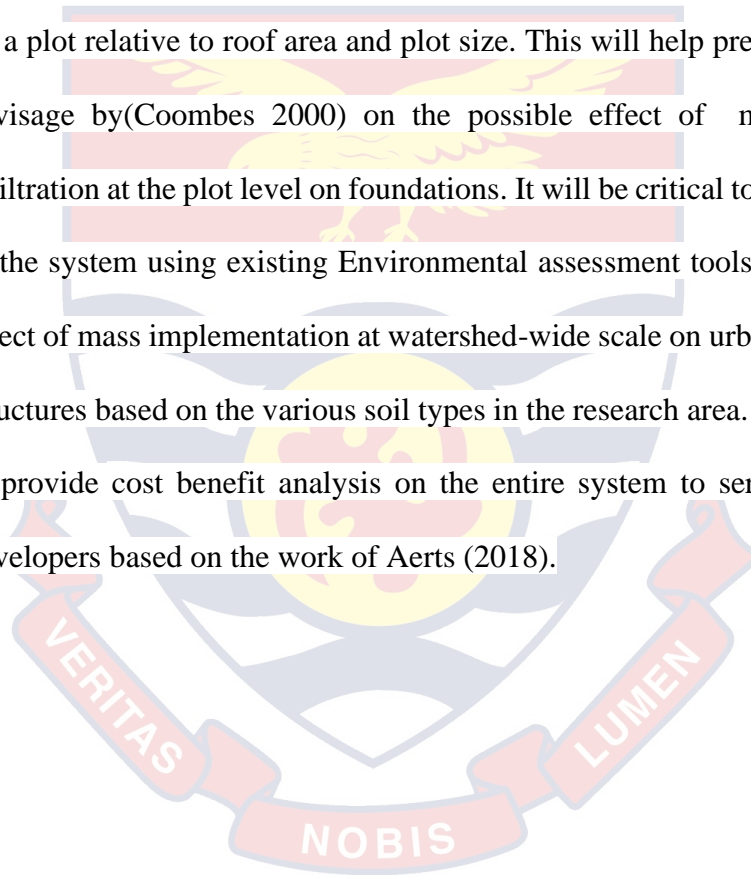 a plot relative to roof area and plot size. This will help pre
visage by(Coombes 2000) on the possible effect of n
filtration at the plot level on foundations. It will be critical to
the system using existing Environmental assessment tools
ect of mass implementation at watershed-wide scale on urb
uctures based on the various soil types in the research area.
provide cost benefit analysis on the entire system to ser
velopers based on the work of Aerts (2018).
VERITAS
NOBIS
LUMEN